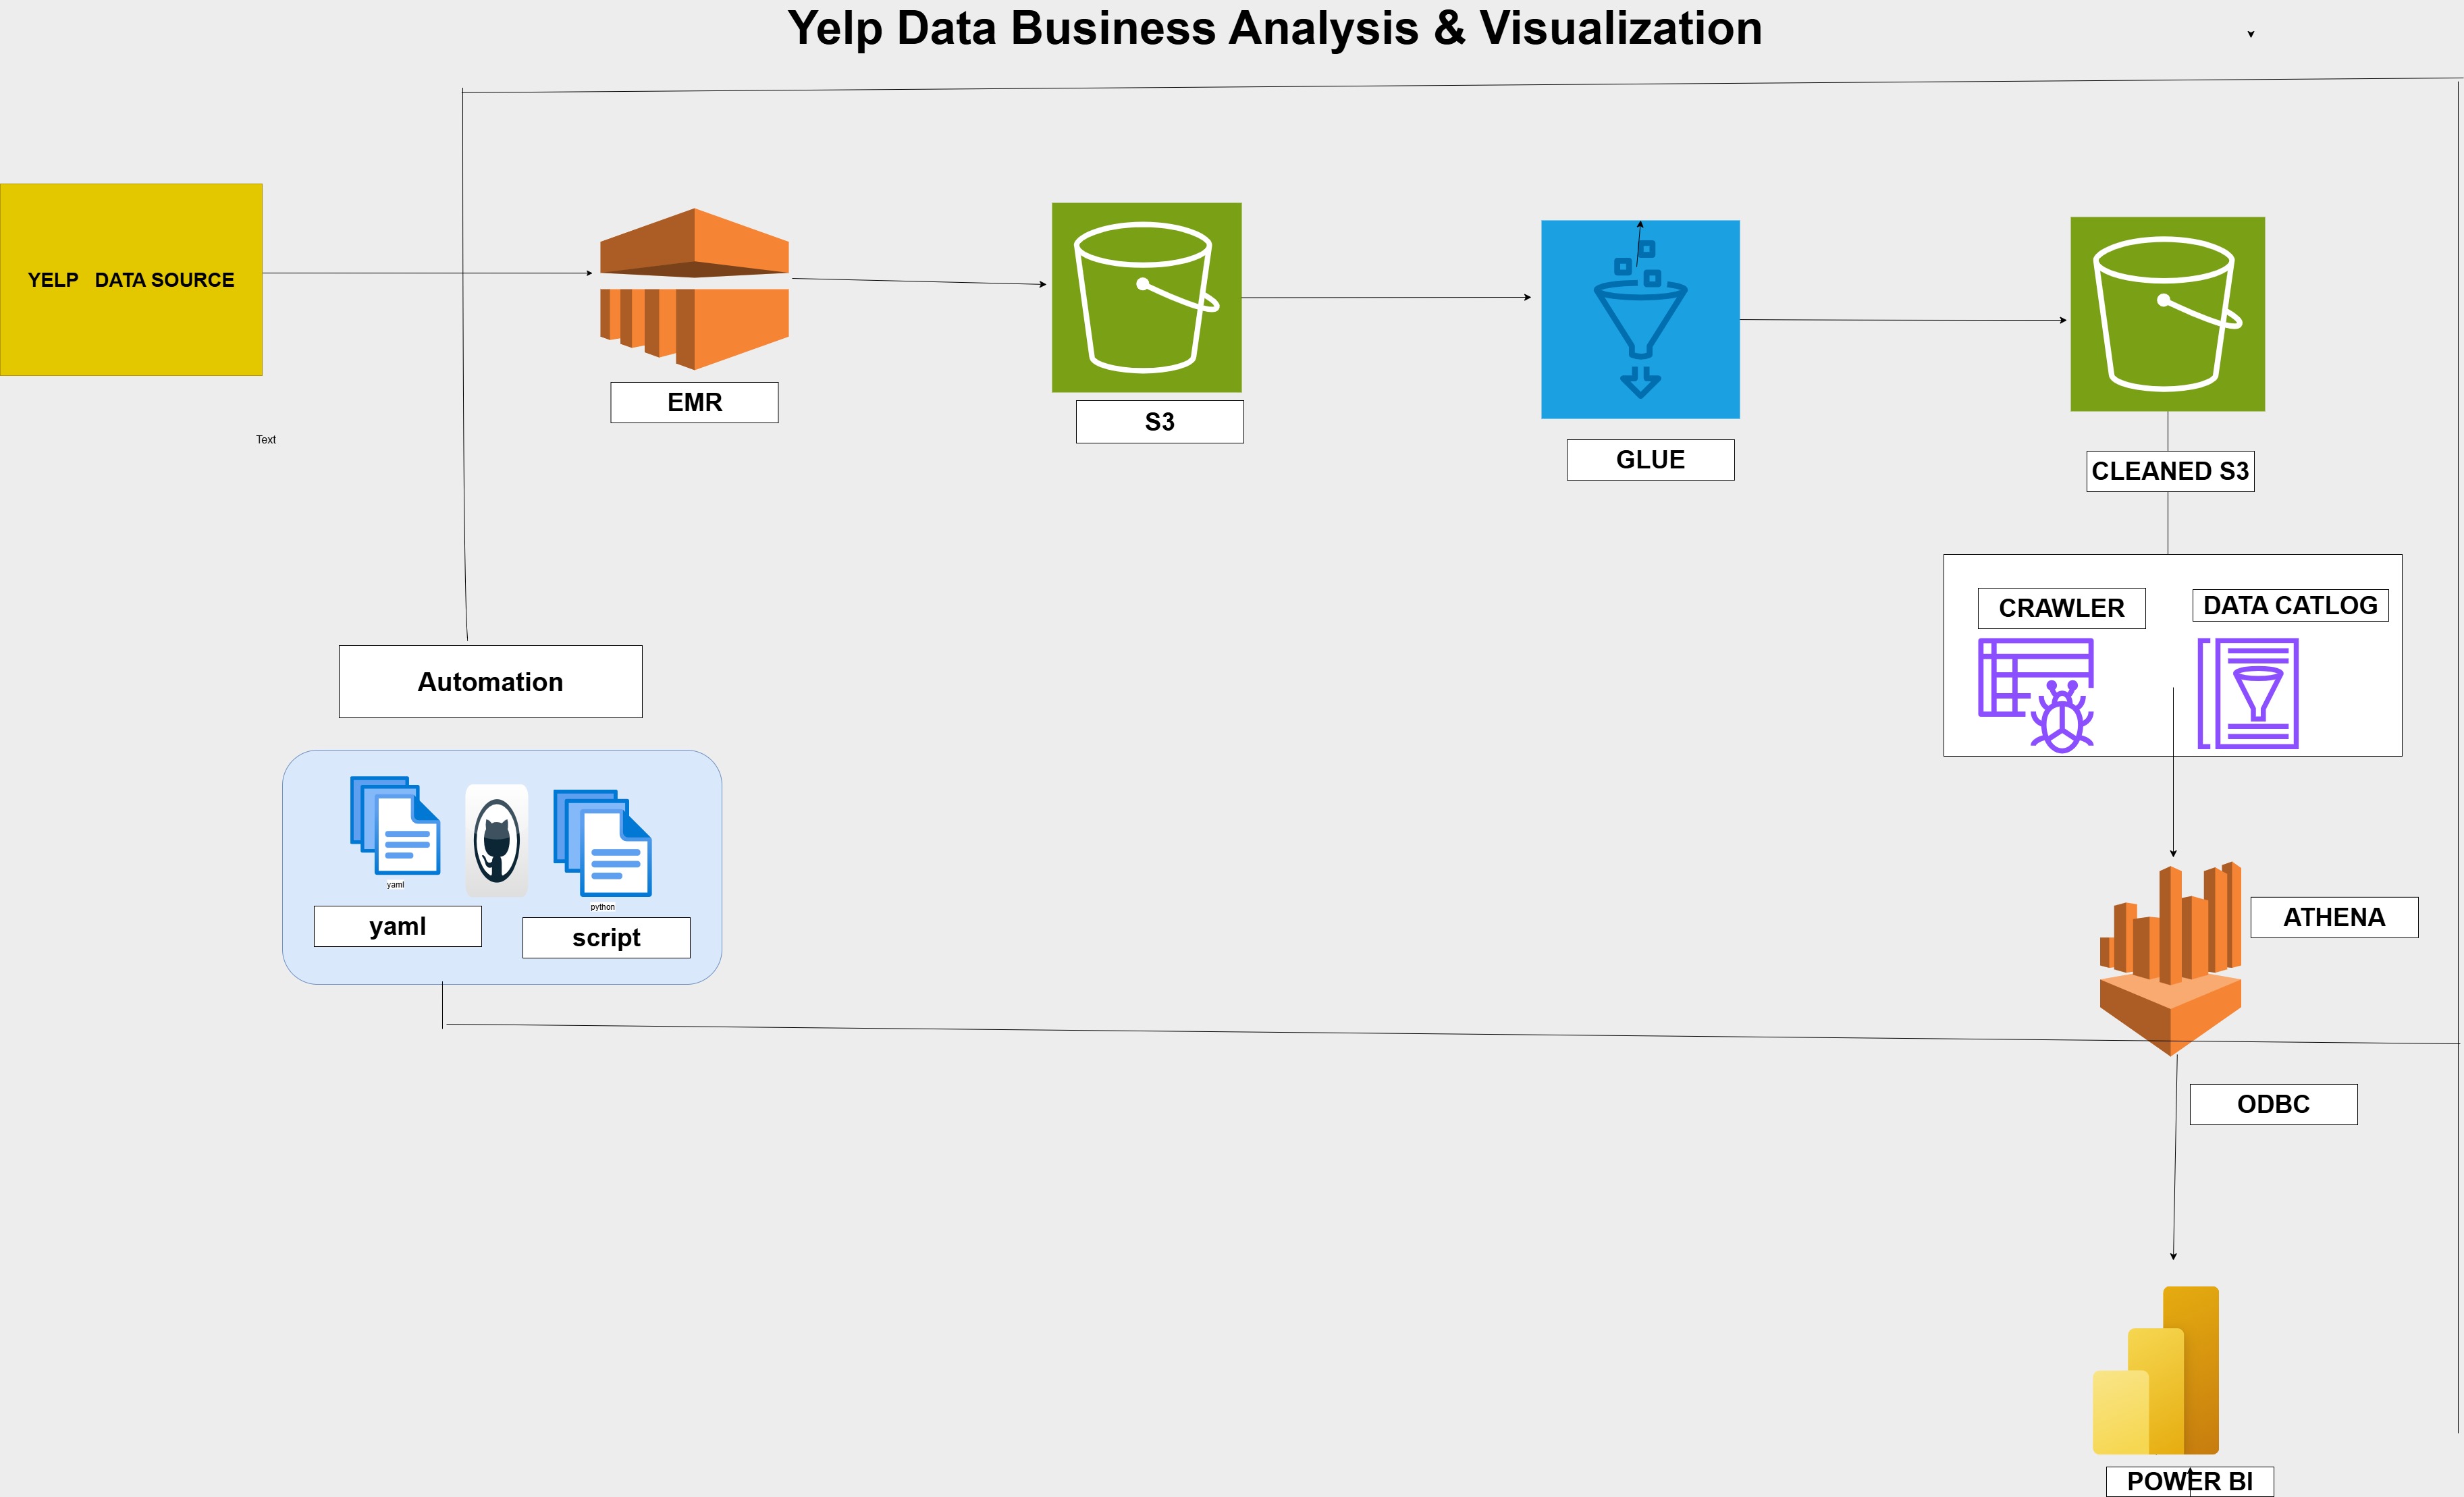 Yelp Data Business Analysis & Visualization
YELP DATA SOURCE
EMR
S3
GLUE
CLEANED S3
Text
CRAWLER
DATA CATLOG
Automation
yaml
python
yaml
script
ATHENA
ODBC
POWER BI